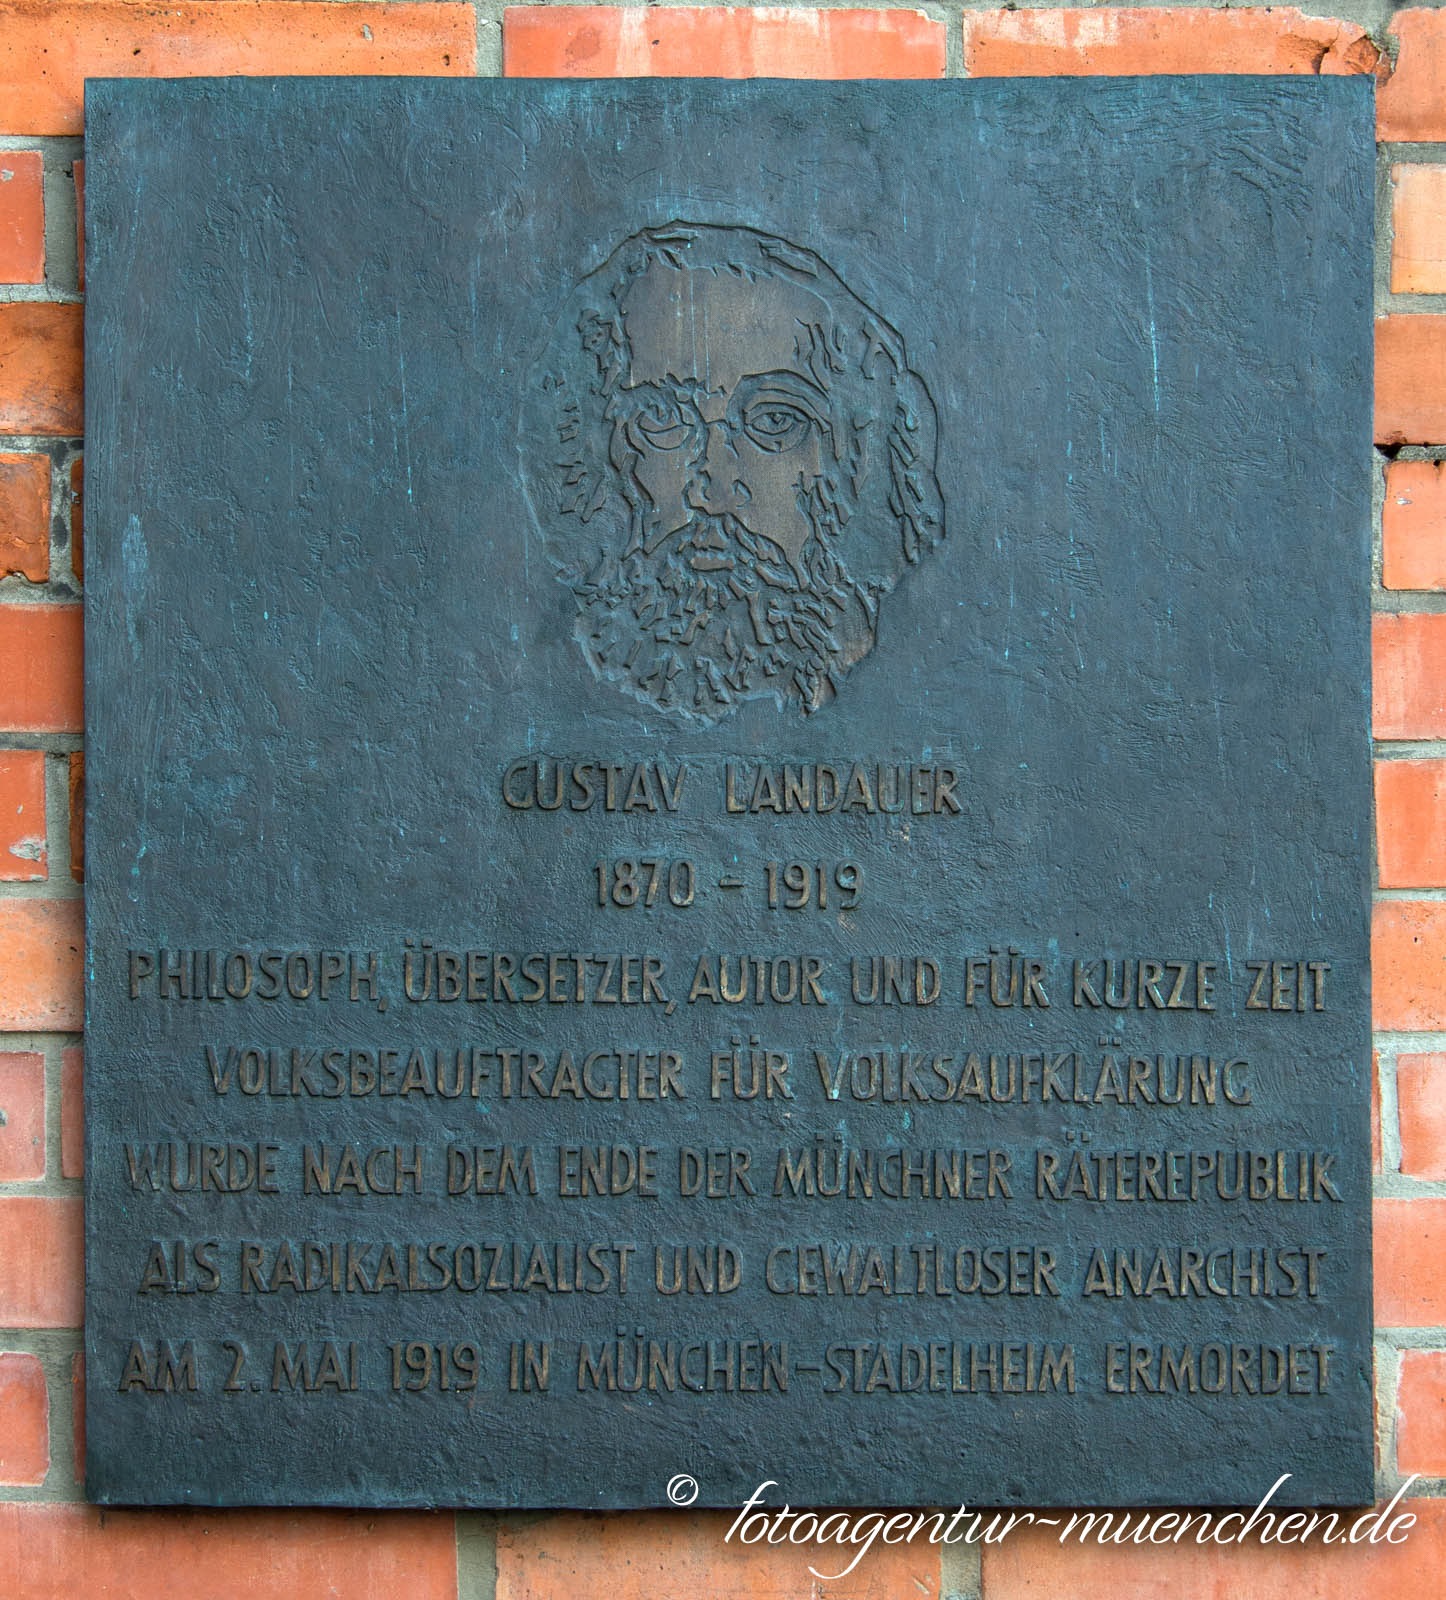 GUSTAV LANDAUER
1870 - 1919
PHILOSOPH, ÜBERSETZER, AUTOR UND FÜR KURZE ZEIT
VOLKSBEAUFTRAGTER FÜR VOLKSAUFKLÄRUNG
WURDE NACH DEM ENDE DER MÜNCHNER RÄTEREPUBLIK
ALS RADIKALSOZIALIST UND GEWALTLOSER ANARCHIST
AM 2. MAI 1919 IN MÜNCHEN-STADELHEIM ERMORDET
© fotoagentur-muenchen.de